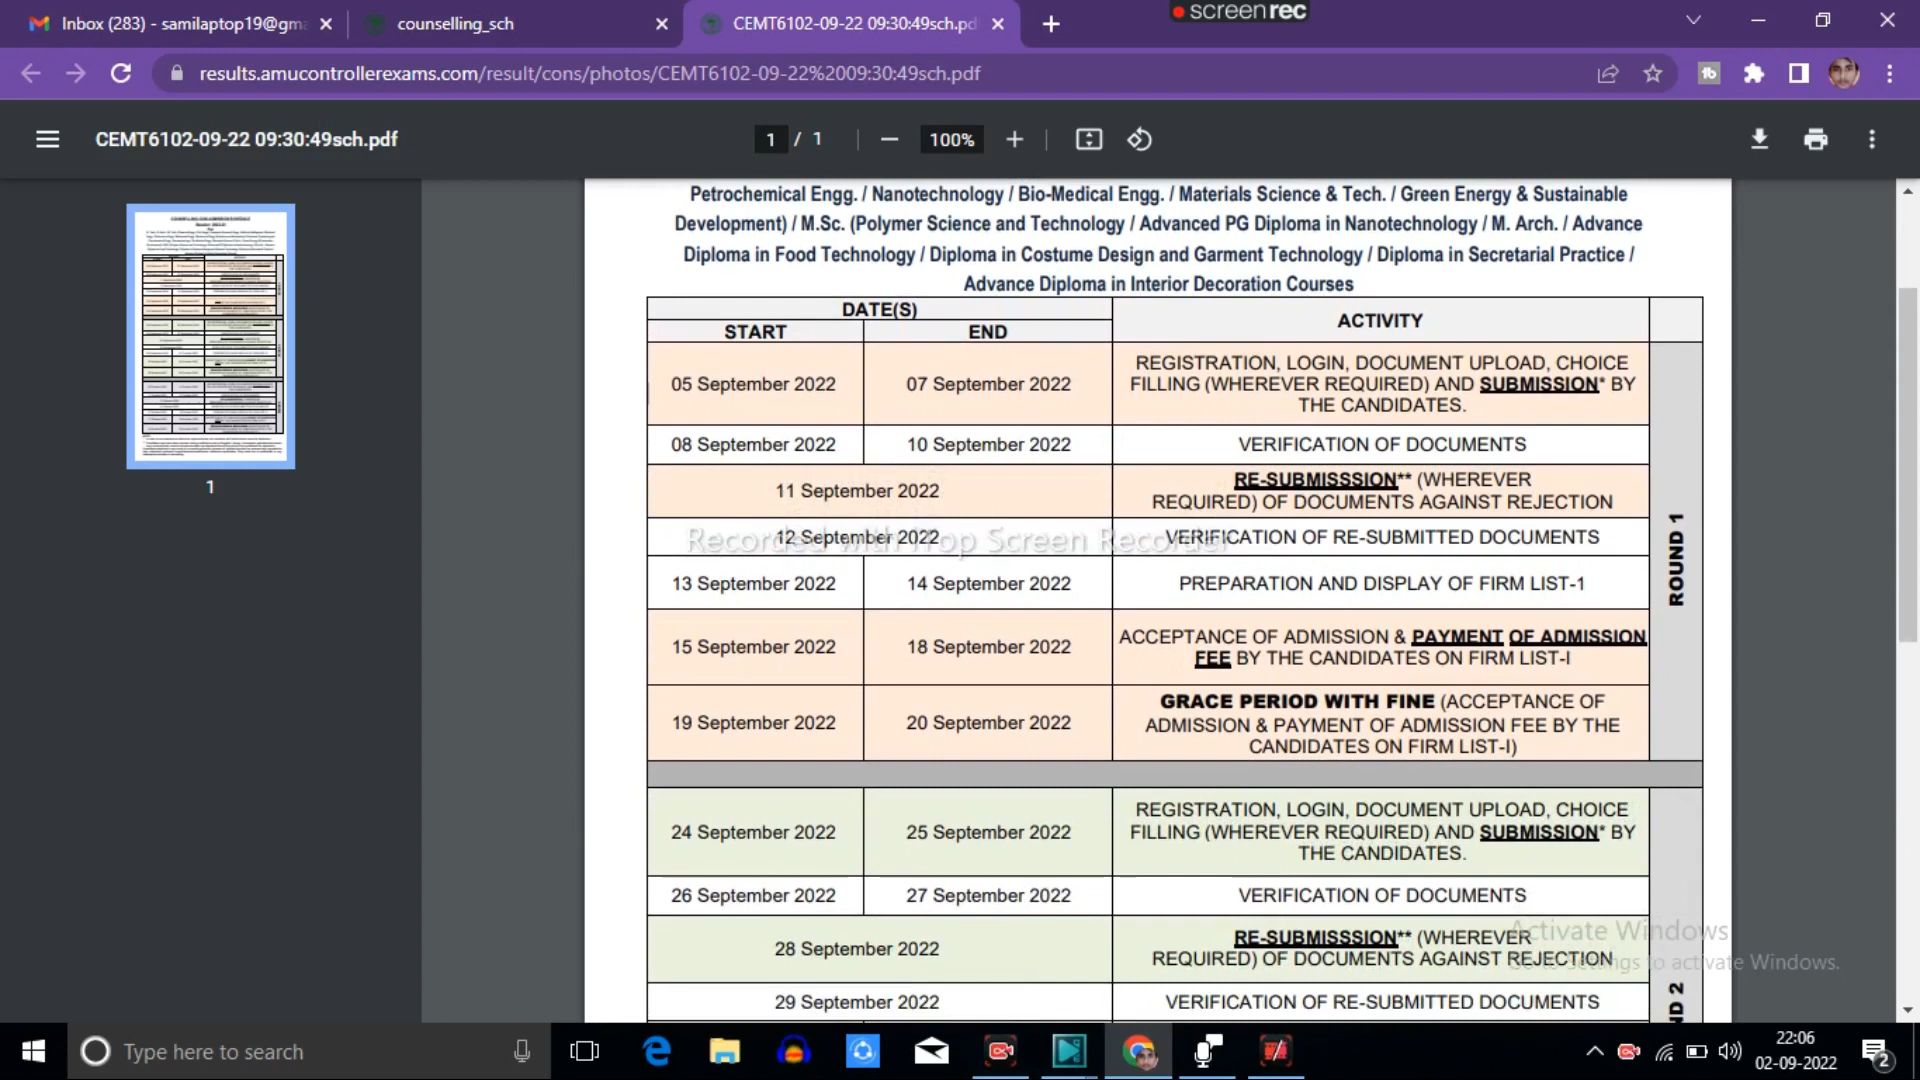 Inbox (283) - samilaptop19@gm
counselling_sch
CEMT6102-09-22 09:30:49sch.pdf
screenrec
results.amucontrollerexams.com/result/cons/photos/CEMT6102-09-22%2009:30:49sch.pdf
CEMT6102-09-22 09:30:49sch.pdf
1 / 1
100%
1
Petrochemical Engg. / Nanotechnology / Bio-Medical Engg. / Materials Science & Tech. / Green Energy & Sustainable
Development) / M.Sc. (Polymer Science and Technology / Advanced PG Diploma in Nanotechnology / M. Arch. / Advance
Diploma in Food Technology / Diploma in Costume Design and Garment Technology / Diploma in Secretarial Practice /
Advance Diploma in Interior Decoration Courses
DATE(S)
START
END
ACTIVITY
05 September 2022
07 September 2022
REGISTRATION, LOGIN, DOCUMENT UPLOAD, CHOICE
FILLING (WHEREVER REQUIRED) AND SUBMISSION* BY
THE CANDIDATES.
08 September 2022
10 September 2022
VERIFICATION OF DOCUMENTS
11 September 2022
RE-SUBMISSSION** (WHEREVER
REQUIRED) OF DOCUMENTS AGAINST REJECTION
12 September 2022
VERIFICATION OF RE-SUBMITTED DOCUMENTS
Recorded with iTop Screen Recorder
13 September 2022
14 September 2022
PREPARATION AND DISPLAY OF FIRM LIST-1
15 September 2022
18 September 2022
ACCEPTANCE OF ADMISSION & PAYMENT OF ADMISSION
FEE BY THE CANDIDATES ON FIRM LIST-I
19 September 2022
20 September 2022
GRACE PERIOD WITH FINE (ACCEPTANCE OF
ADMISSION & PAYMENT OF ADMISSION FEE BY THE
CANDIDATES ON FIRM LIST-I)
ROUND 1
24 September 2022
25 September 2022
REGISTRATION, LOGIN, DOCUMENT UPLOAD, CHOICE
FILLING (WHEREVER REQUIRED) AND SUBMISSION* BY
THE CANDIDATES.
26 September 2022
27 September 2022
VERIFICATION OF DOCUMENTS
28 September 2022
RE-SUBMISSSION** (WHEREVER
REQUIRED) OF DOCUMENTS AGAINST REJECTION
29 September 2022
VERIFICATION OF RE-SUBMITTED DOCUMENTS
ND 2
Activate Windows
Go to Settings to activate Windows.
Type here to search
22:06
02-09-2022
2